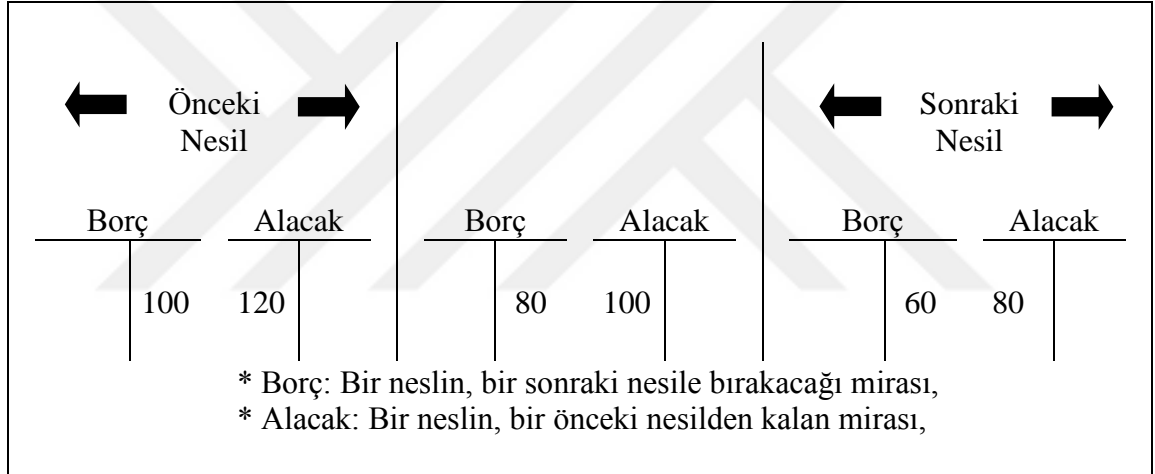 Önceki
Nesil
Sonraki
Nesil
Borç Alacak Borç Alacak Borç Alacak
100 120 80 100 60 80
* Borç: Bir neslin, bir sonraki nesile bırakacağı mirası,
* Alacak: Bir neslin, bir önceki nesilden kalan mirası,